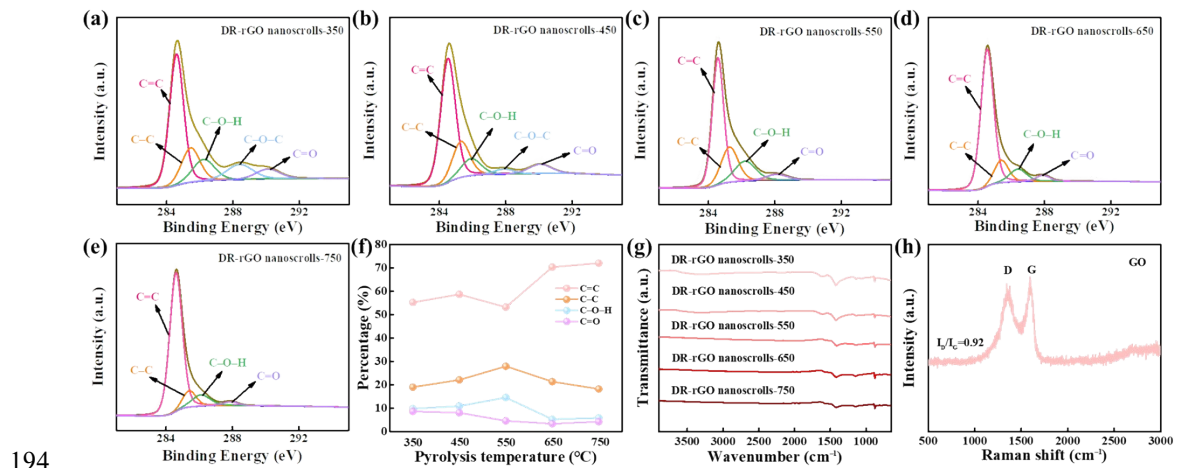 (a)
DR-rGO nanoscrolls-350
C=C
C–C
C–O–H
C–O–C
C=O
Intensity (a.u.)
284 288 292
Binding Energy (eV)
(b)
DR-rGO nanoscrolls-450
C=C
C–C
C–O–H
C–O–C
C=O
Intensity (a.u.)
284 288 292
Binding Energy (eV)
(c)
DR-rGO nanoscrolls-550
C=C
C–C
C–O–H
C=O
Intensity (a.u.)
284 288 292
Binding Energy (eV)
(d)
DR-rGO nanoscrolls-650
C=C
C–C
C–O–H
C=O
Intensity (a.u.)
284 288 292
Binding Energy (eV)
(e)
DR-rGO nanoscrolls-750
C=C
C–C
C–O–H
C=O
Intensity (a.u.)
284 288 292
Binding Energy (eV)
(f)
Percentage (%)
80
70
60
50
40
30
20
10
0
C=C
C–C
C–O–H
C=O
350 450 550 650 750
Pyrolysis temperature (°C)
(g)
Transmittance (a.u.)
DR-rGO nanoscrolls-350
DR-rGO nanoscrolls-450
DR-rGO nanoscrolls-550
DR-rGO nanoscrolls-650
DR-rGO nanoscrolls-750
3500 3000 2500 2000 1500 1000
Wavenumber (cm⁻¹)
(h)
GO
D G
I_D/I_G=0.92
Intensity (a.u.)
500 1000 1500 2000 2500 3000
Raman shift (cm⁻¹)
194